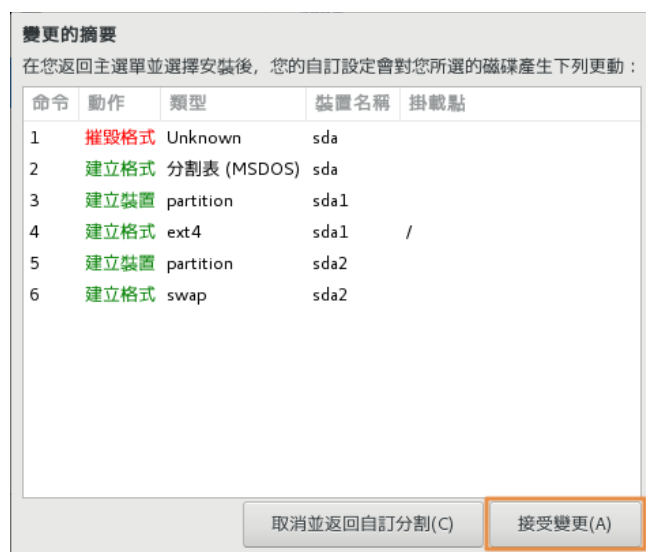 變更的摘要
在您返回主選單並選擇安裝後，您的自訂設定會對您所選的磁碟產生下列更動：
命令 動作 類型 裝置名稱 掛載點
1 摧毀格式 Unknown sda
2 建立格式 分割表 (MSDOS) sda
3 建立裝置 partition sda1
4 建立格式 ext4 sda1 /
5 建立裝置 partition sda2
6 建立格式 swap sda2
取消並返回自訂分割(C) 接受變更(A)